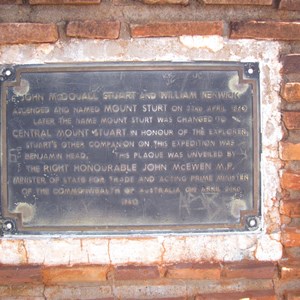 JOHN McDOUALL STUART AND WILLIAM KEKWICK
ASCENDED AND NAMED MOUNT STURT ON 22ND APRIL 1860
LATER THE NAME MOUNT STURT WAS CHANGED TO
CENTRAL MOUNT STUART IN HONOUR OF THE EXPLORER
STUART'S OTHER COMPANION ON THIS EXPEDITION WAS
BENJAMIN HEAD. THIS PLAQUE WAS UNVEILED BY
THE RIGHT HONOURABLE JOHN McEWEN M.P.
MINISTER OF STATE FOR TRADE AND ACTING PRIME MINISTER
OF THE COMMONWEALTH OF AUSTRALIA ON APRIL 22ND
1960